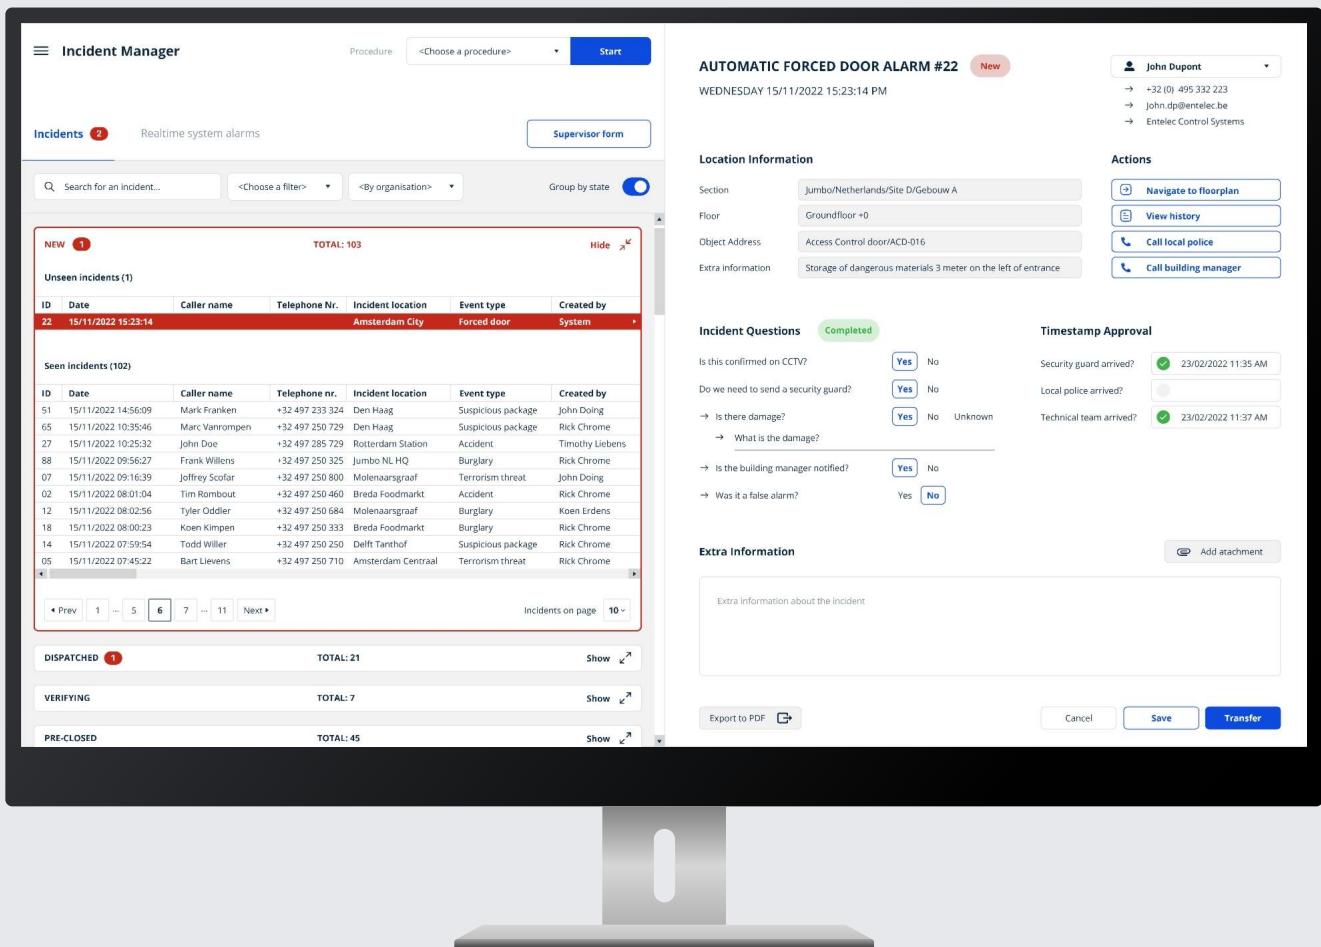 Incident Manager
Procedure <Choose a procedure> Start
Incidents 2 Realtime system alarms Supervisor form
Search for an incident... <Choose a filter> <By organisation> Group by state
NEW 1 TOTAL: 103 Hide
Unseen incidents (1)
ID Date Caller name Telephone Nr. Incident location Event type Created by
22 15/11/2022 15:23:14 Amsterdam City Forced door System
Seen incidents (102)
ID Date Caller name Telephone nr. Incident location Event type Created by
51 15/11/2022 14:56:09 Mark Franken +32 497 233 324 Den Haag Suspicious package John Doing
65 15/11/2022 10:35:46 Marc Vanrompen +32 497 250 729 Den Haag Suspicious package Rick Chrome
27 15/11/2022 10:25:32 John Doe +32 497 285 729 Rotterdam Station Accident Timothy Liebens
88 15/11/2022 09:56:27 Frank Willens +32 497 250 325 Jumbo NL HQ Burglary Rick Chrome
07 15/11/2022 09:16:39 Joffrey Scofar +32 497 250 800 Molenaarsgraaf Terrorism threat John Doing
02 15/11/2022 08:01:04 Tim Rombout +32 497 250 460 Breda Foodmarkt Accident Rick Chrome
12 15/11/2022 08:02:56 Tyler Oddler +32 497 250 684 Molenaarsgraaf Burglary Koen Erdens
18 15/11/2022 08:00:23 Koen Kimpen +32 497 250 333 Breda Foodmarkt Burglary Rick Chrome
14 15/11/2022 07:59:54 Todd Willer +32 497 250 250 Delft Tanthof Suspicious package Rick Chrome
05 15/11/2022 07:45:22 Bart Lievens +32 497 250 710 Amsterdam Centraal Terrorism threat Rick Chrome
Prev 1 ... 5 6 7 ... 11 Next Incidents on page 10
DISPATCHED 1 TOTAL: 21 Show
VERIFYING TOTAL: 7 Show
PRE-CLOSED TOTAL: 45 Show
AUTOMATIC FORCED DOOR ALARM #22 New
WEDNESDAY 15/11/2022 15:23:14 PM
John Dupont
→ +32 (0) 495 332 223
→ John.dp@entelec.be
→ Entelec Control Systems
Location Information
Section Jumbo/Netherlands/Site D/Gebouw A
Floor Groundfloor +0
Object Address Access Control door/ACD-016
Extra information Storage of dangerous materials 3 meter on the left of entrance
Actions
Navigate to floorplan
View history
Call local police
Call building manager
Incident Questions Completed
Is this confirmed on CCTV? Yes No
Do we need to send a security guard? Yes No
→ Is there damage? Yes No Unknown
→ What is the damage?
→ Is the building manager notified? Yes No
→ Was it a false alarm? Yes No
Timestamp Approval
Security guard arrived? 23/02/2022 11:35 AM
Local police arrived?
Technical team arrived? 23/02/2022 11:37 AM
Extra Information Add atachment
Extra information about the incident
Export to PDF Cancel Save Transfer